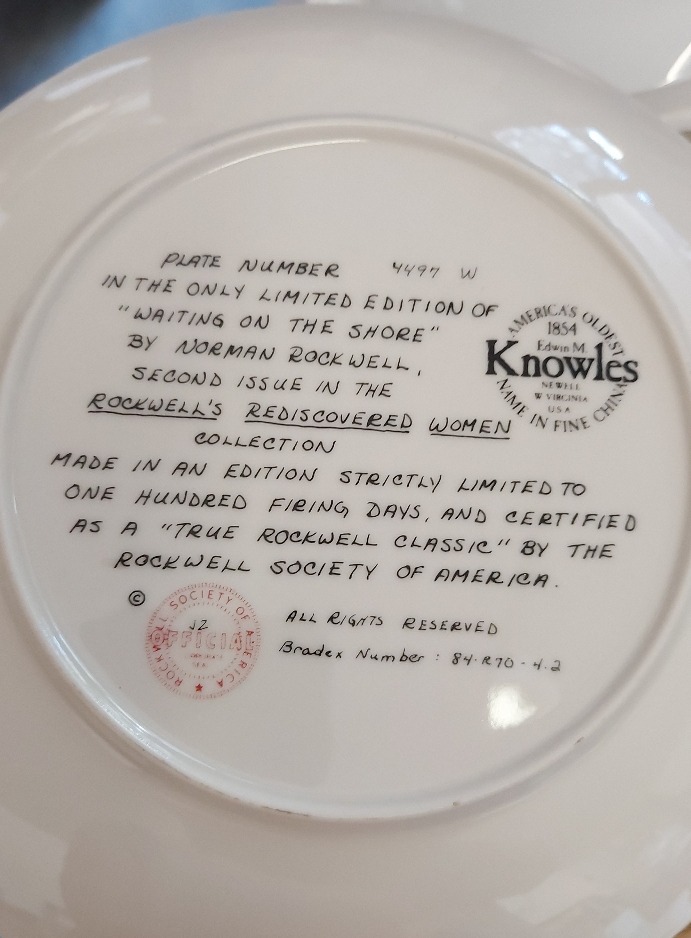 PLATE NUMBER 4497 W
IN THE ONLY LIMITED EDITION OF
"WAITING ON THE SHORE"
BY NORMAN ROCKWELL,
SECOND ISSUE IN THE
ROCKWELL'S REDISCOVERED WOMEN
COLLECTION
MADE IN AN EDITION STRICTLY LIMITED TO
ONE HUNDRED FIRING DAYS, AND CERTIFIED
AS A "TRUE ROCKWELL CLASSIC" BY THE
ROCKWELL SOCIETY OF AMERICA.
©
ALL RIGHTS RESERVED
Bradex Number: 84-R70-4.2
AMERICA'S OLDEST
1854
Edwin M.
Knowles
NEWELL
W VIRGINIA
USA
NAME IN FINE CHINA
ROCKWELL SOCIETY OF AMERICA
JZ
OFFICIAL